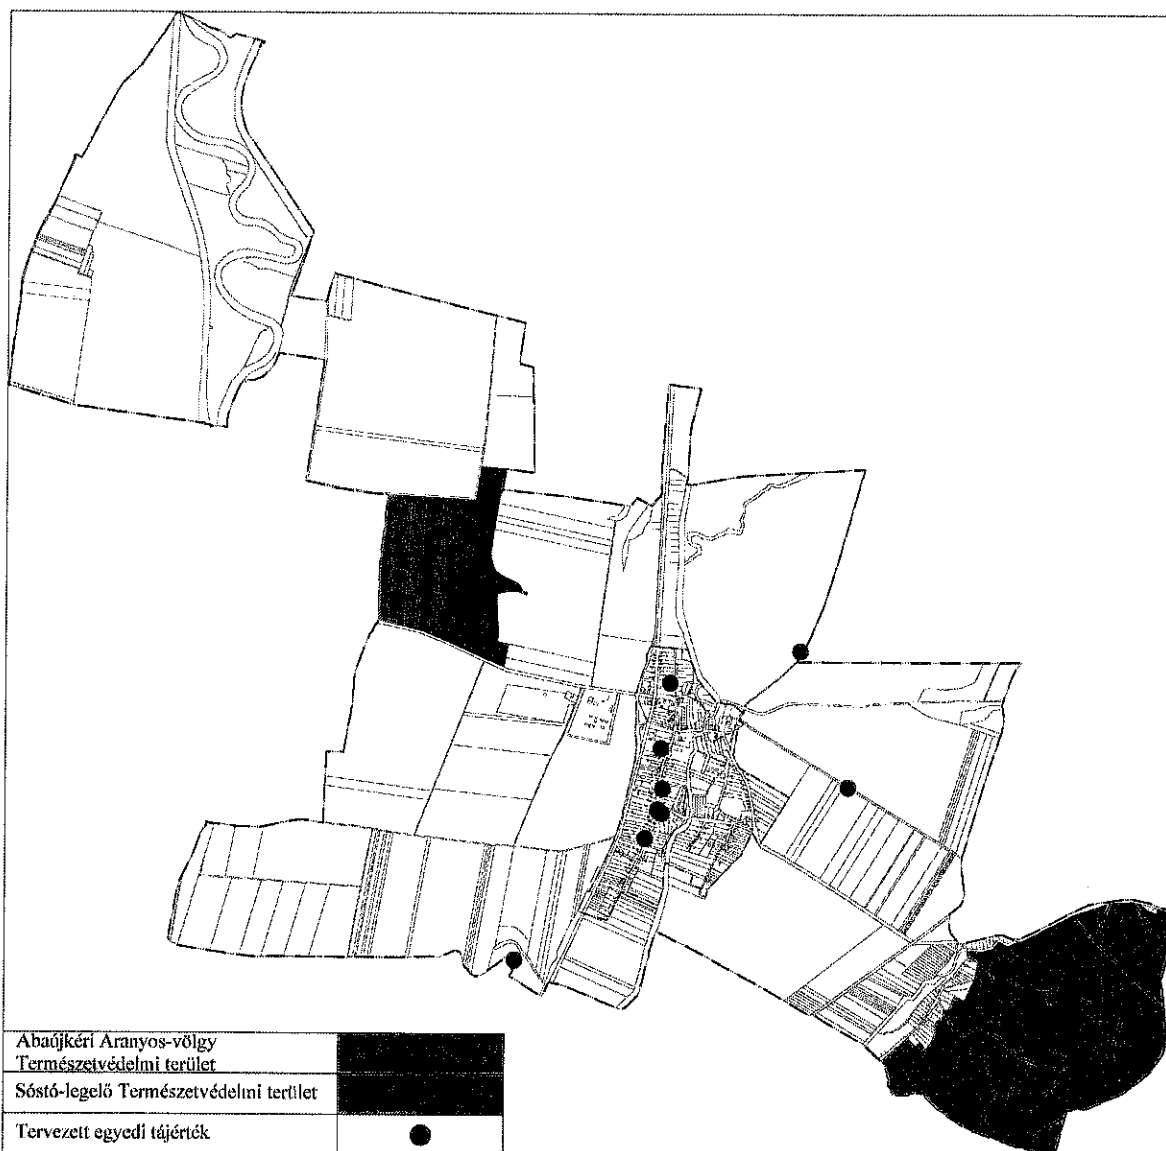 Abaújkéri Aranyos-völgy
Természetvédelmi terület
Sóstó-legelő Természetvédelmi terület
Tervezett egyedi tájérték